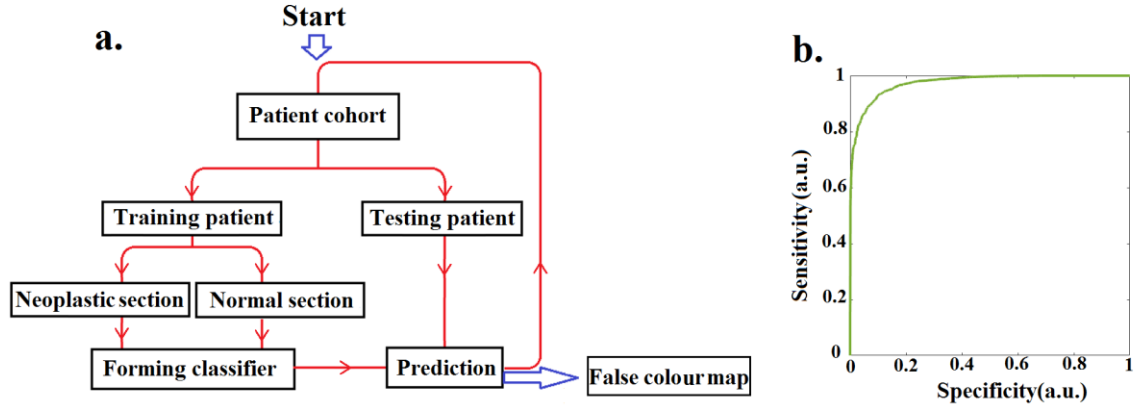 a.
Start
Patient cohort
Training patient
Testing patient
Neoplastic section
Normal section
Forming classifier
Prediction
False colour map
b.
1
0.8
0.6
0.4
0.2
0
Sensitivity(a.u.)
0 0.2 0.4 0.6 0.8 1
Specificity(a.u.)